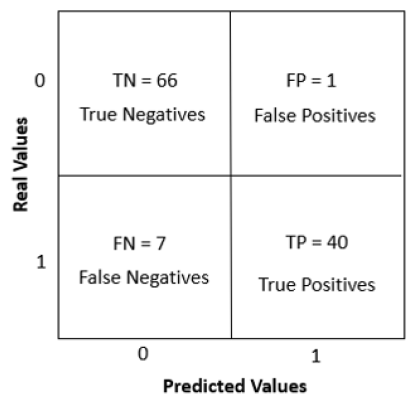 Real Values
0
TN = 66
True Negatives
FP = 1
False Positives
1
FN = 7
False Negatives
TP = 40
True Positives
0
1
Predicted Values